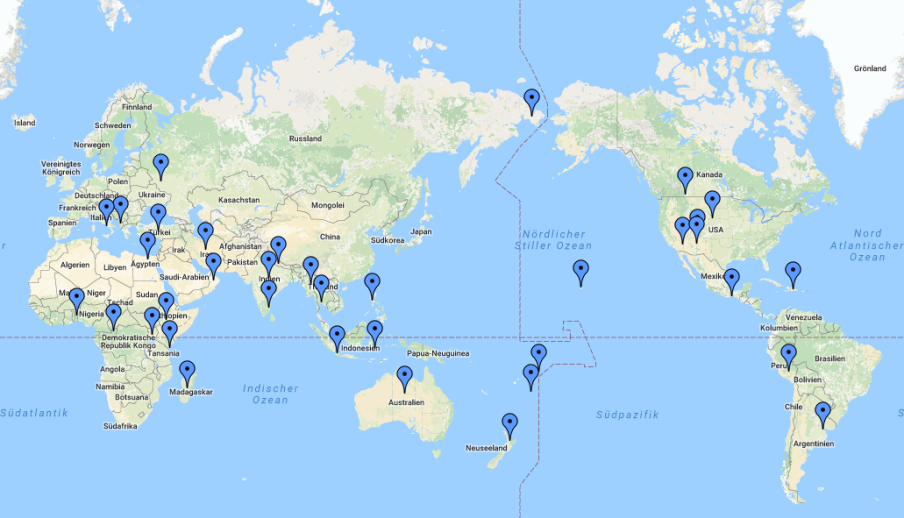 Grönland
Island
Finnland
Schweden
Norwegen
Russland
Vereinigtes
Königreich
Kanada
Polen
Deutschland
Ukraine
Frankreich
Kasachstan
Mongolei
Spanien
Türkei
Japan
USA
Nördlicher
Stiller Ozean
Nord
Atlantischer
Ozean
China
Südkorea
Afghanistan
Irak
Algerien
Libyen
Ägypten
Pakistan
Saudi-Arabien
Indien
Mexiko
Niger
Sudan
Tschad
Nigeria
Äthiopien
Venezuela
Kolumbien
Demokratische
Republik Kongo
Indonesien
Papua-Neuguinea
Tansania
Peru
Brasilien
Angola
Bolivien
Namibia
Madagaskar
Botsuana
Indischer
Ozean
Australien
Südatlantik
Südpazifik
Chile
Südafrika
Neuseeland
Argentinien